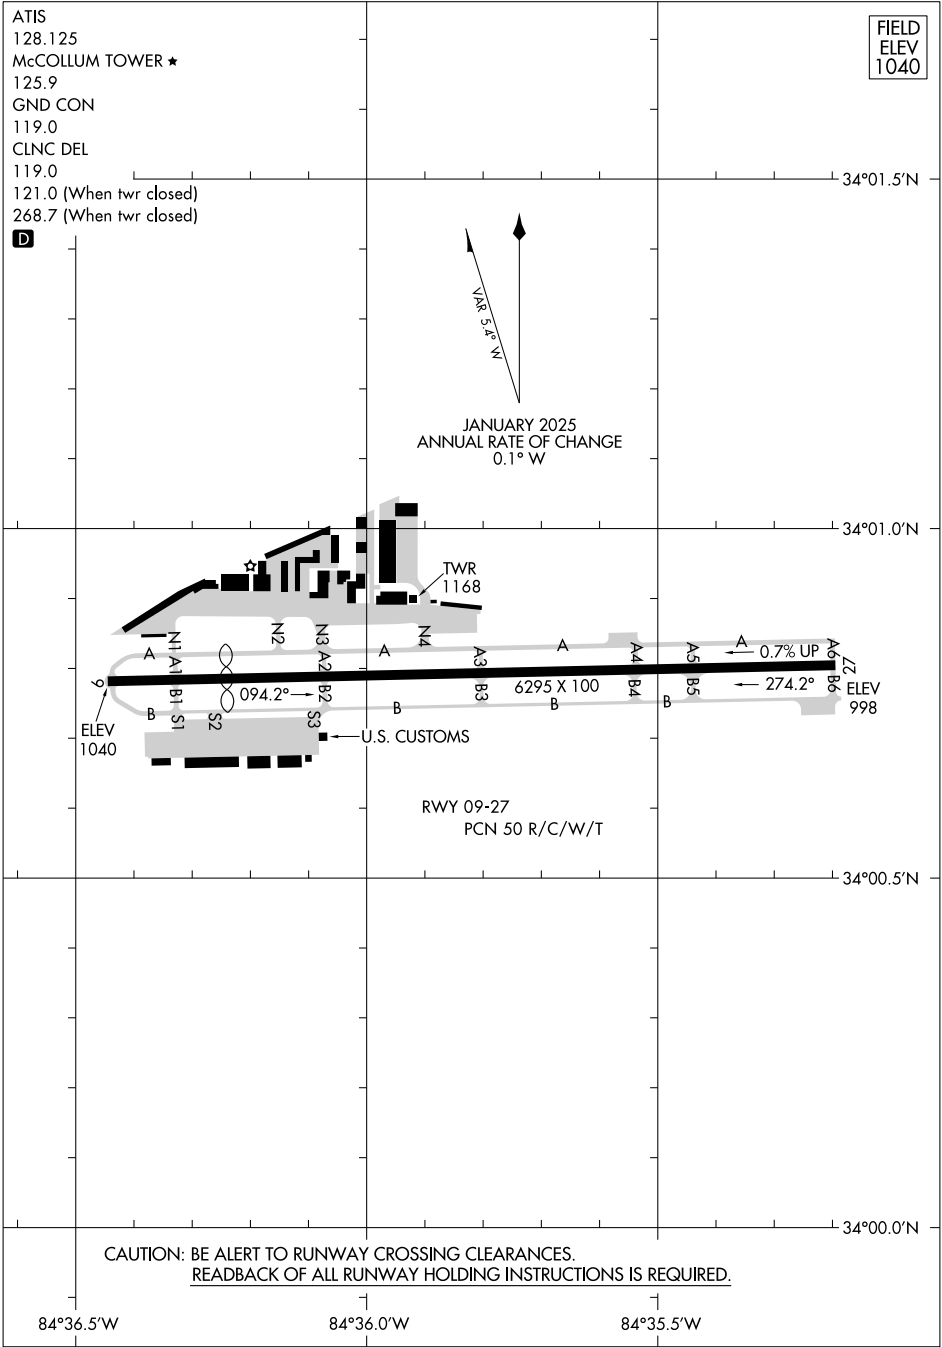 ATIS
128.125
McCOLLUM TOWER ★
125.9
GND CON
119.0
CLNC DEL
119.0
121.0 (When twr closed)
268.7 (When twr closed)
D
FIELD
ELEV
1040
34°01.5'N
VAR 5.4° W
JANUARY 2025
ANNUAL RATE OF CHANGE
0.1° W
34°01.0'N
TWR
1168
N1
N2
N3
N4
A
A
A
A
A1
A2
A3
A4
A5
A6
0.7% UP
9
27
094.2°
6295 X 100
274.2°
ELEV
998
B1
B2
B3
B4
B5
B6
B
B
B
B
S1
S2
S3
ELEV
1040
U.S. CUSTOMS
RWY 09-27
PCN 50 R/C/W/T
34°00.5'N
34°00.0'N
CAUTION: BE ALERT TO RUNWAY CROSSING CLEARANCES.
READBACK OF ALL RUNWAY HOLDING INSTRUCTIONS IS REQUIRED.
84°36.5'W
84°36.0'W
84°35.5'W